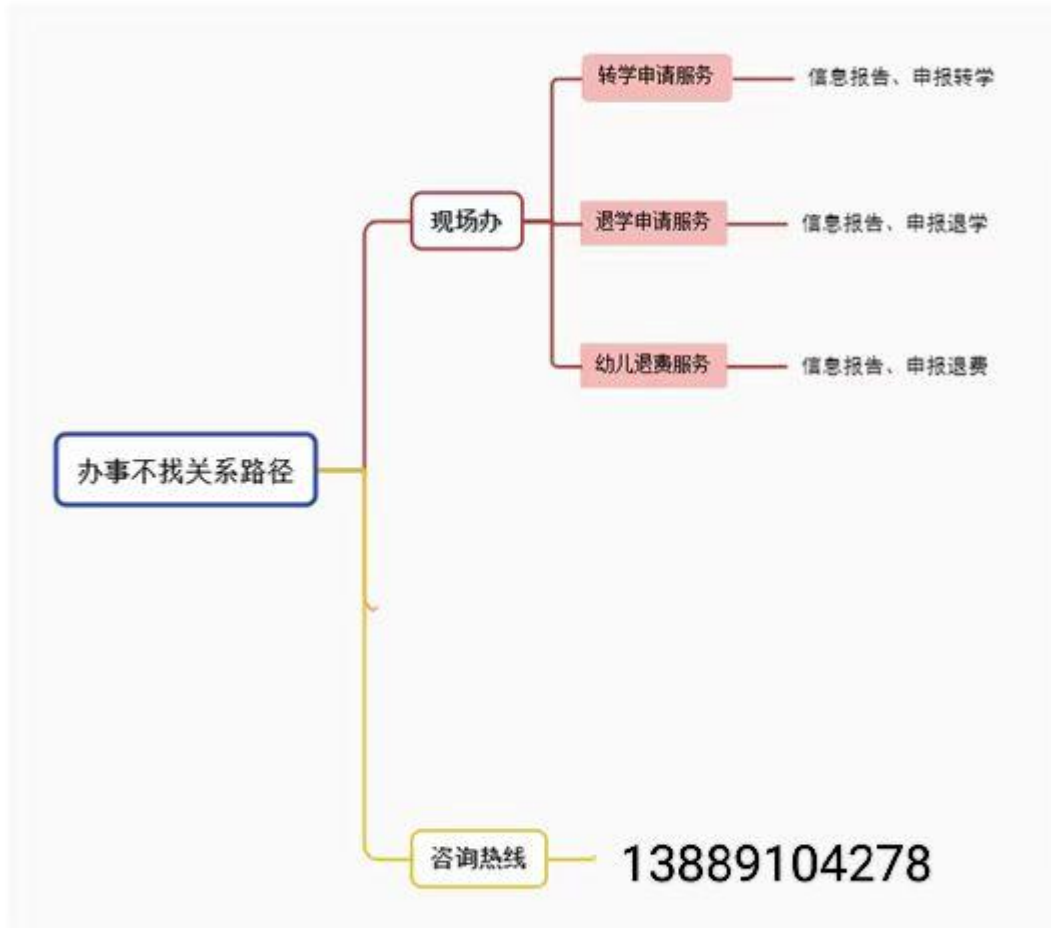 转学申请服务 信息报告、申报转学
现场办
退学申请服务 信息报告、申报退学
幼儿退费服务 信息报告、申报退费
办事不找关系路径
咨询热线 13889104278